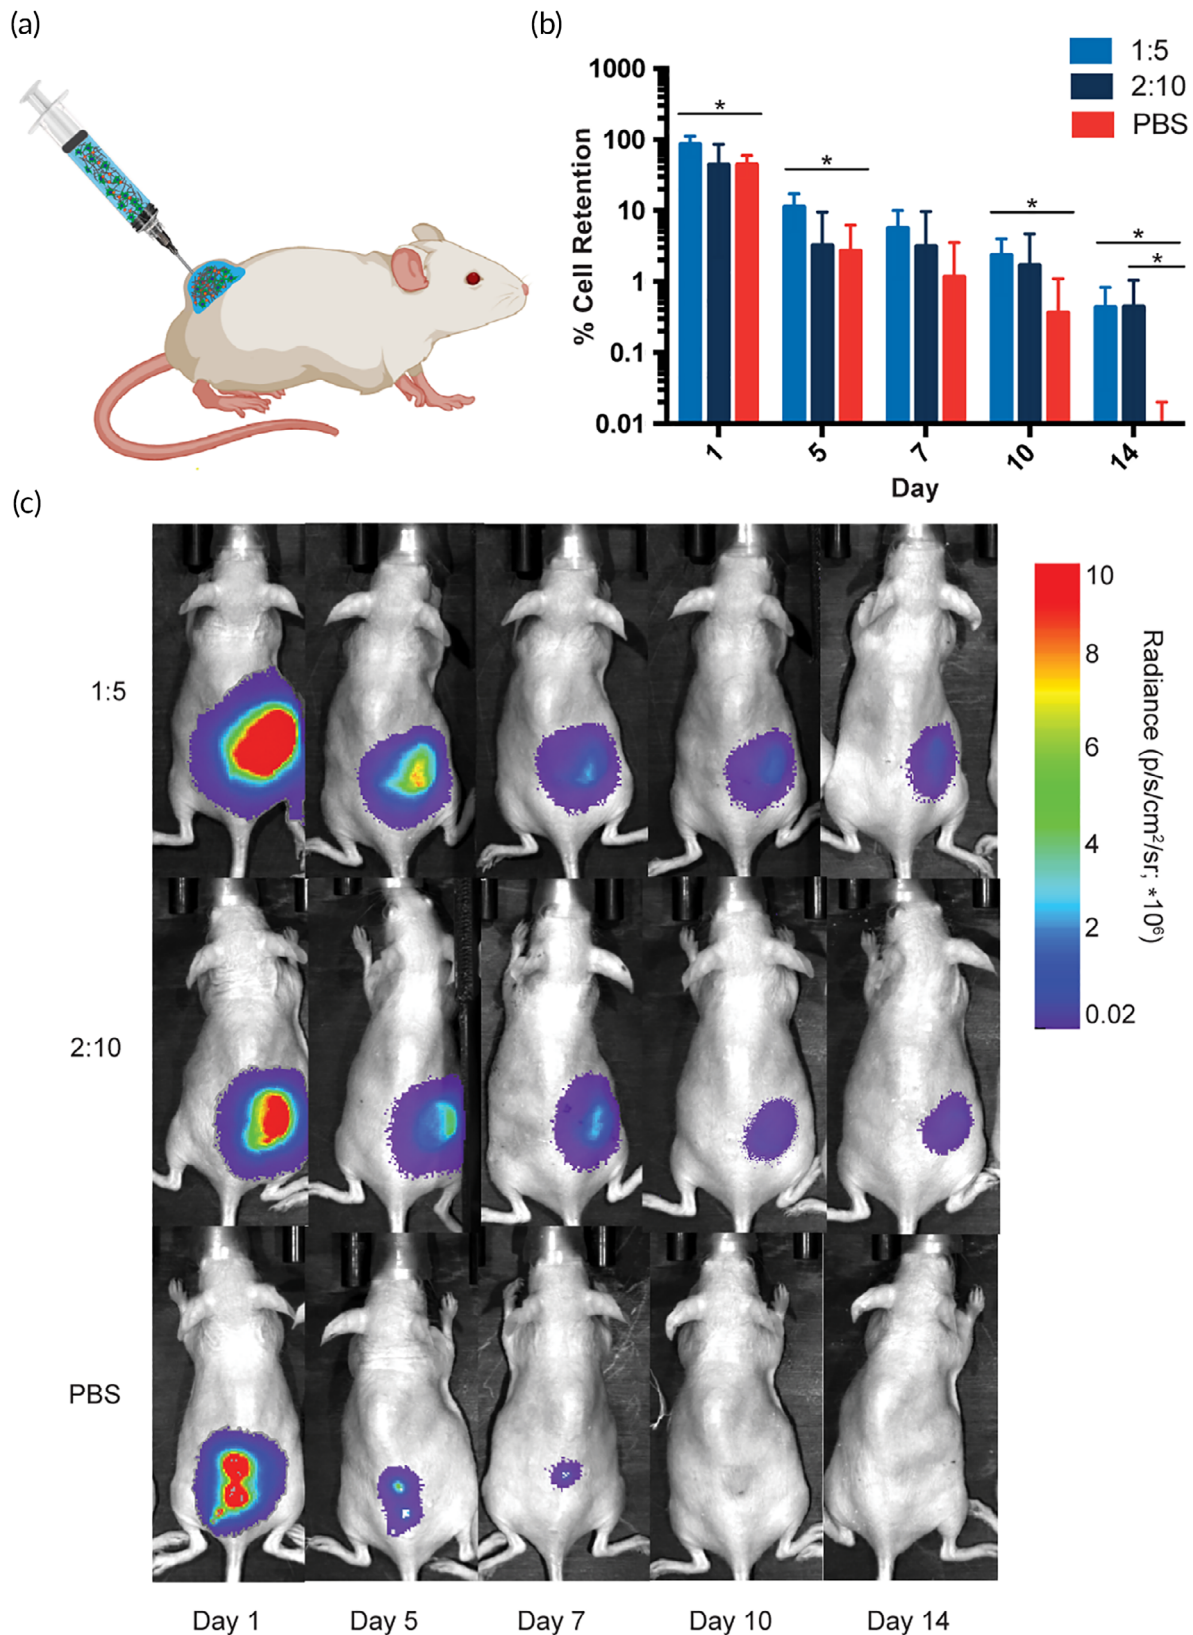 (a)
(b)
1:5
2:10
PBS
% Cell Retention
1000
100
10
1
0.1
0.01
*
*
*
*
*
1
5
7
10
14
Day
(c)
1:5
2:10
PBS
10
8
6
4
2
0.02
Radiance (p/s/cm²/sr; *10⁶)
Day 1
Day 5
Day 7
Day 10
Day 14